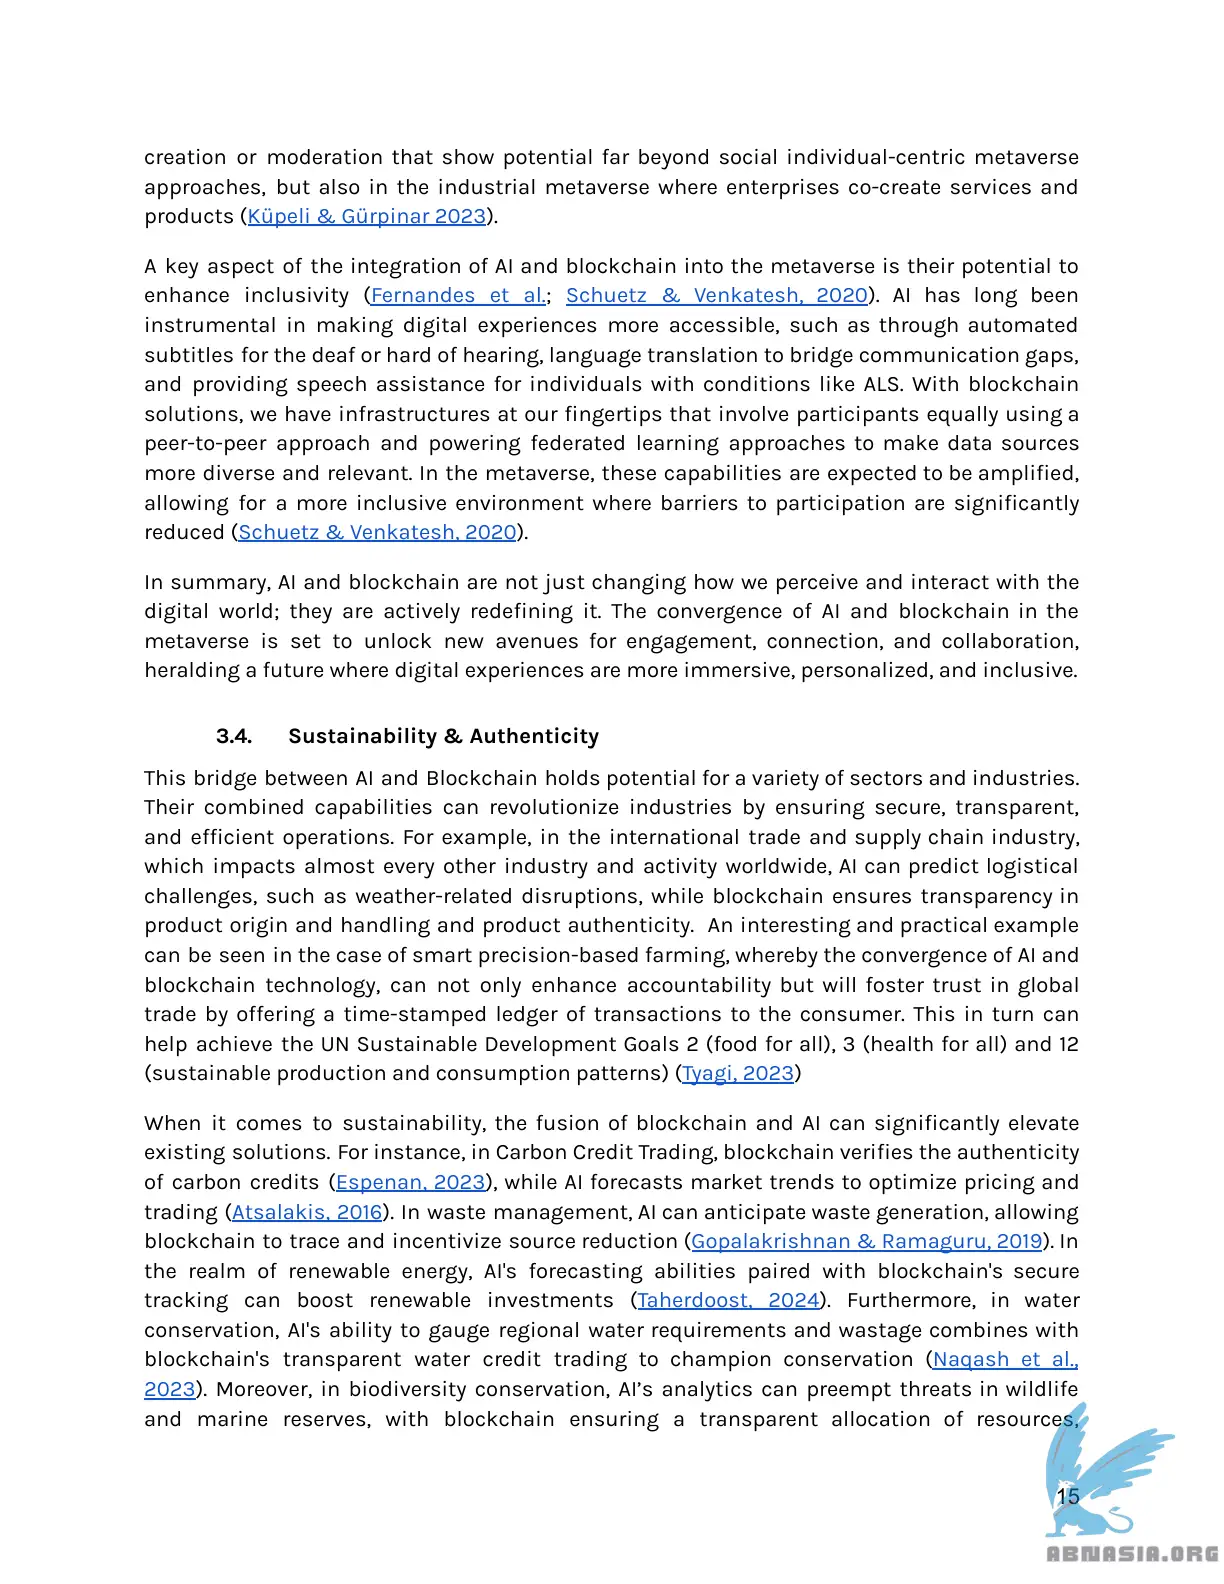 creation or moderation that show potential far beyond social individual-centric metaverse
approaches, but also in the industrial metaverse where enterprises co-create services and
products (Küpeli & Gürpinar 2023).
A key aspect of the integration of AI and blockchain into the metaverse is their potential to
enhance inclusivity (Fernandes et al.; Schuetz & Venkatesh, 2020). AI has long been
instrumental in making digital experiences more accessible, such as through automated
subtitles for the deaf or hard of hearing, language translation to bridge communication gaps,
and providing speech assistance for individuals with conditions like ALS. With blockchain
solutions, we have infrastructures at our fingertips that involve participants equally using a
peer-to-peer approach and powering federated learning approaches to make data sources
more diverse and relevant. In the metaverse, these capabilities are expected to be amplified,
allowing for a more inclusive environment where barriers to participation are significantly
reduced (Schuetz & Venkatesh, 2020).
In summary, AI and blockchain are not just changing how we perceive and interact with the
digital world; they are actively redefining it. The convergence of AI and blockchain in the
metaverse is set to unlock new avenues for engagement, connection, and collaboration,
heralding a future where digital experiences are more immersive, personalized, and inclusive.
3.4. Sustainability & Authenticity
This bridge between AI and Blockchain holds potential for a variety of sectors and industries.
Their combined capabilities can revolutionize industries by ensuring secure, transparent,
and efficient operations. For example, in the international trade and supply chain industry,
which impacts almost every other industry and activity worldwide, AI can predict logistical
challenges, such as weather-related disruptions, while blockchain ensures transparency in
product origin and handling and product authenticity. An interesting and practical example
can be seen in the case of smart precision-based farming, whereby the convergence of AI and
blockchain technology, can not only enhance accountability but will foster trust in global
trade by offering a time-stamped ledger of transactions to the consumer. This in turn can
help achieve the UN Sustainable Development Goals 2 (food for all), 3 (health for all) and 12
(sustainable production and consumption patterns) (Tyagi, 2023)
When it comes to sustainability, the fusion of blockchain and AI can significantly elevate
existing solutions. For instance, in Carbon Credit Trading, blockchain verifies the authenticity
of carbon credits (Espenan, 2023), while AI forecasts market trends to optimize pricing and
trading (Atsalakis, 2016). In waste management, AI can anticipate waste generation, allowing
blockchain to trace and incentivize source reduction (Gopalakrishnan & Ramaguru, 2019). In
the realm of renewable energy, AI's forecasting abilities paired with blockchain's secure
tracking can boost renewable investments (Taherdoost, 2024). Furthermore, in water
conservation, AI's ability to gauge regional water requirements and wastage combines with
blockchain's transparent water credit trading to champion conservation (Naqash et al.,
2023). Moreover, in biodiversity conservation, AI’s analytics can preempt threats in wildlife
and marine reserves, with blockchain ensuring a transparent allocation of resources,
15
ABNASIA.ORG